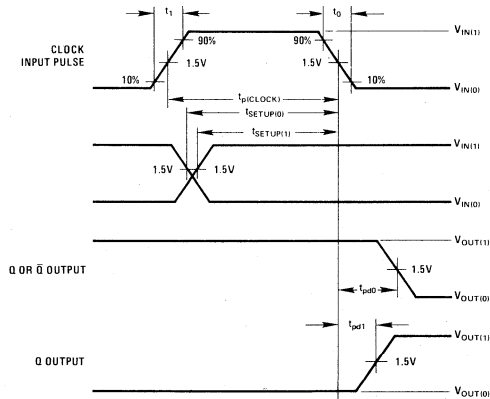 t1 t0
VIN(1)
90% 90%
CLOCK
INPUT PULSE
1.5V 1.5V
10% 10%
VIN(0)
tp(CLOCK)
tSETUP(0)
tSETUP(1)
VIN(1)
1.5V 1.5V
VIN(0)
VOUT(1)
Q OR Q̅ OUTPUT
1.5V
tpd0
VOUT(0)
tpd1
VOUT(1)
Q OUTPUT
1.5V
VOUT(0)